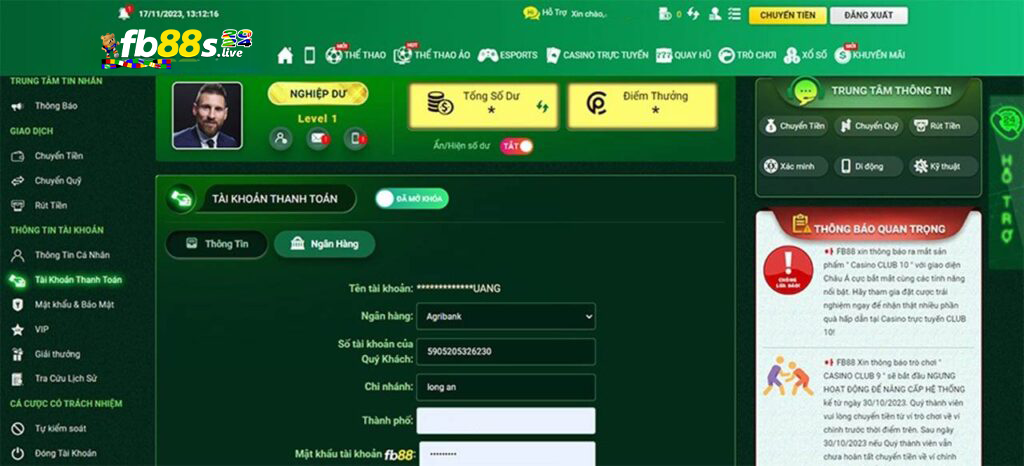 1
17/11/2023, 13:12:16
Hỗ Trợ Xin chào,
0
CHUYỂN TIỀN
ĐĂNG XUẤT
fb88s
.live
MỚI
THỂ THAO
HOT
THỂ THAO ẢO
ESPORTS
CASINO TRỰC TUYẾN
MỚI
QUAY HŨ
TRÒ CHƠI
XỔ SỐ
MỚI
KHUYẾN MÃI
TRUNG TÂM TIN NHẮN
Thông Báo
GIAO DỊCH
Chuyển Tiền
Chuyển Quỹ
Rút Tiền
THÔNG TIN TÀI KHOẢN
Thông Tin Cá Nhân
Tài Khoản Thanh Toán
Mật khẩu & Bảo Mật
VIP
Giải thưởng
Tra Cứu Lịch Sử
CÁ CƯỢC CÓ TRÁCH NHIỆM
Tự kiểm soát
Đóng Tài Khoản
NGHIỆP DƯ
Level 1
Tổng Số Dư
*
Điểm Thưởng
*
Ẩn/Hiện số dư
TẮT
TÀI KHOẢN THANH TOÁN
ĐÃ MỞ KHÓA
Thông Tin
Ngân Hàng
Tên tài khoản: *************UANG
Ngân hàng: Agribank
Số tài khoản của
Quý Khách: 5905205326230
Chi nhánh: long an
Thành phố:
Mật khẩu tài khoản fb88: ·········
TRUNG TÂM THÔNG TIN
Chuyển Tiền
Chuyển Quỹ
Rút Tiền
Xác minh
Di động
Kỹ thuật
THÔNG BÁO QUAN TRỌNG
FB88 xin thông báo ra mắt sản
phẩm " Casino CLUB 10 " với giao diện
Châu Á cực bắt mắt cùng các tính năng
nổi bật. Hãy tham gia đặt cược trải
nghiệm ngay để nhận thật nhiều phần
quà hấp dẫn tại Casino trực tuyến CLUB
10!
FB88 Xin thông báo trò chơi "
CASINO CLUB 9 " sẽ bắt đầu NGƯNG
HOẠT ĐỘNG ĐỂ NÂNG CẤP HỆ THỐNG
kể từ ngày 30/10/2023. Quý thành viên
vui lòng chuyển tiền từ ví trò chơi về ví
chính trước thời điểm trên. Sau ngày
30/10/2023 nếu Quý thành viên vẫn
chưa hoàn tất chuyển tiền về ví chính
HỖ TRỢ